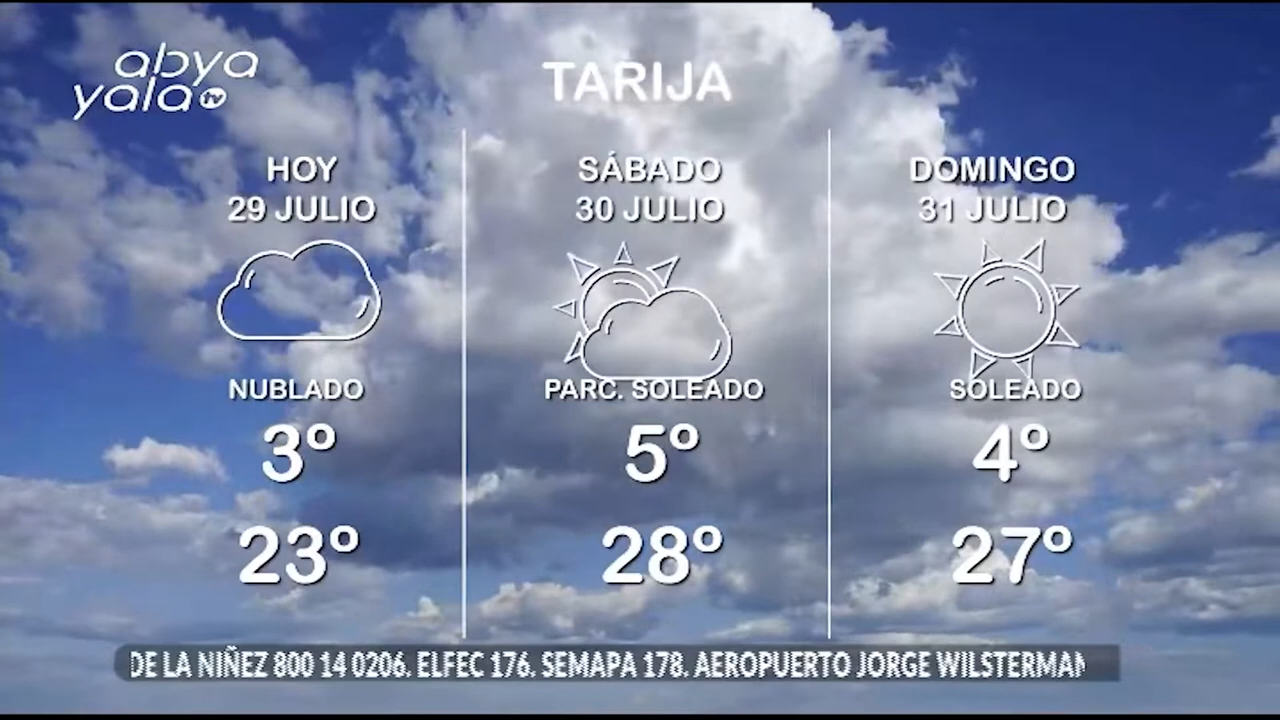 abya
yala tv
TARIJA
HOY
29 JULIO
NUBLADO
3º
23º
SÁBADO
30 JULIO
PARC. SOLEADO
5º
28º
DOMINGO
31 JULIO
SOLEADO
4º
27º
DE LA NIÑEZ 800 14 0206. ELFEC 176. SEMAPA 178. AEROPUERTO JORGE WILSTERMAN